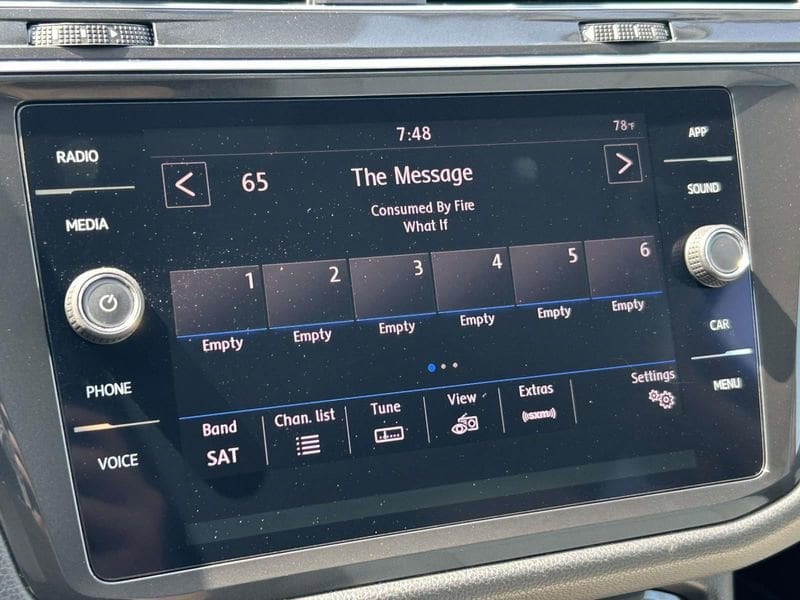 7:48
78°F
RADIO
MEDIA
PHONE
VOICE
65
The Message
Consumed By Fire
What If
1 2 3 4 5 6
Empty Empty Empty Empty Empty Empty
Band Chan. list Tune View Extras Settings
SAT
((SXM))
APP
SOUND
CAR
MENU